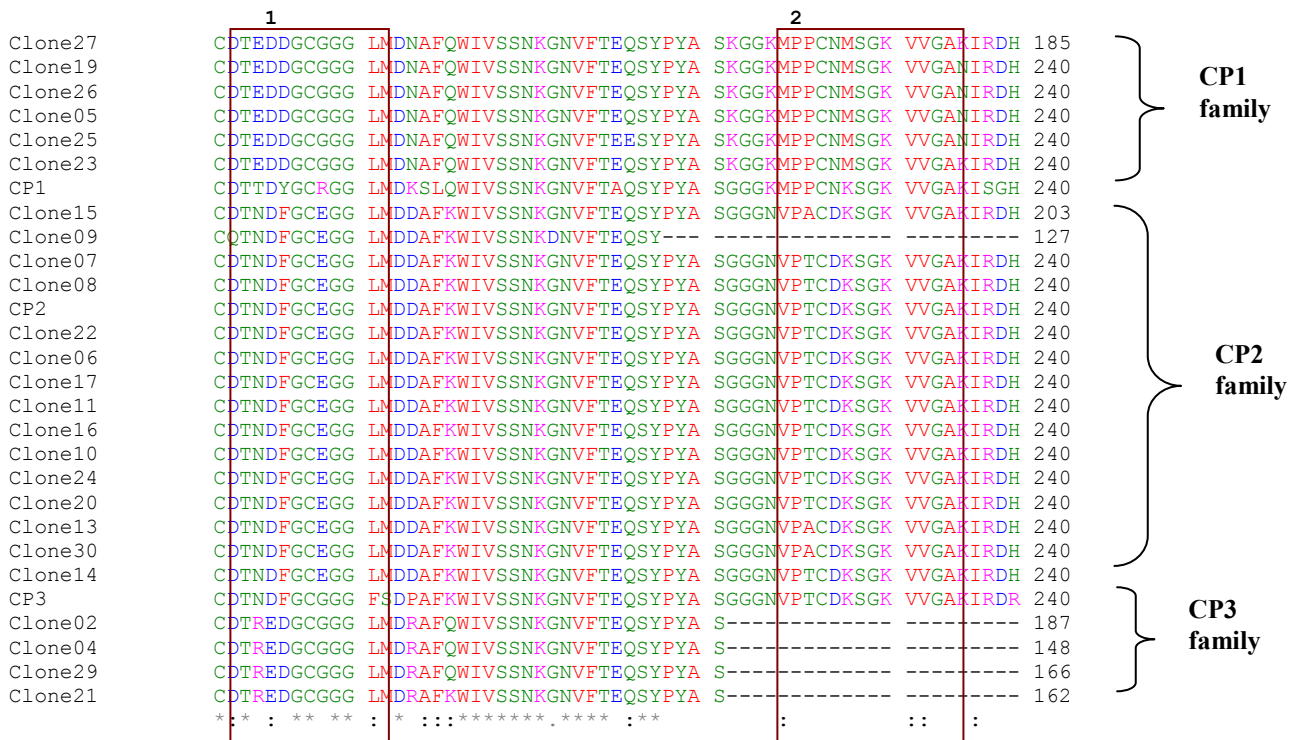 1 2
Clone27 CDTEDDGCGGG LMDNAFQWIVSSNKGNVFTEQSYPYA SKGGKMPPCNMSGK VVGAKIRDH 185
Clone19 CDTEDDGCGGG LMDNAFQWIVSSNKGNVFTEQSYPYA SKGGKMPPCNMSGK VVGANIRDH 240
Clone26 CDTEDDGCGGG LMDNAFQWIVSSNKGNVFTEQSYPYA SKGGKMPPCNMSGK VVGANIRDH 240
Clone05 CDTEDDGCGGG LMDNAFQWIVSSNKGNVFTEQSYPYA SKGGKMPPCNMSGK VVGANIRDH 240
Clone25 CDTEDDGCGGG LMDNAFQWIVSSNKGNVFTEESYPYA SKGGKMPPCNMSGK VVGANIRDH 240
Clone23 CDTEDDGCGGG LMDNAFQWIVSSNKGNVFTEQSYPYA SKGGKMPPCNMSGK VVGAKIRDH 240
CP1 CDTTDYGCRGG LMDKSLQWIVSSNKGNVFTAQSYPYA SGGGKMPPCNKSGK VVGAKISGH 240
CP1 family
Clone15 CDTNDFGCEGG LMDDAFKWIVSSNKGNVFTEQSYPYA SGGGNVPACDKSGK VVGAKIRDH 203
Clone09 CQTNDFGCEGG LMDDAFKWIVSSNKDNVFTEQSY--- -------------- --------- 127
Clone07 CDTNDFGCEGG LMDDAFKWIVSSNKGNVFTEQSYPYA SGGGNVPTCDKSGK VVGAKIRDH 240
Clone08 CDTNDFGCEGG LMDDAFKWIVSSNKGNVFTEQSYPYA SGGGNVPTCDKSGK VVGAKIRDH 240
CP2 CDTNDFGCEGG LMDDAFKWIVSSNKGNVFTEQSYPYA SGGGNVPTCDKSGK VVGAKIRDH 240
Clone22 CDTNDFGCEGG LMDDAFKWIVSSNKGNVFTEQSYPYA SGGGNVPTCDKSGK VVGAKIRDH 240
Clone06 CDTNDFGCEGG LMDDAFKWIVSSNKGNVFTEQSYPYA SGGGNVPTCDKSGK VVGAKIRDH 240
Clone17 CDTNDFGCEGG LMDDAFKWIVSSNKGNVFTEQSYPYA SGGGNVPTCDKSGK VVGAKIRDH 240
Clone11 CDTNDFGCEGG LMDDAFKWIVSSNKGNVFTEQSYPYA SGGGNVPTCDKSGK VVGAKIRDH 240
Clone16 CDTNDFGCEGG LMDDAFKWIVSSNKGNVFTEQSYPYA SGGGNVPTCDKSGK VVGAKIRDH 240
Clone10 CDTNDFGCEGG LMDDAFKWIVSSNKGNVFTEQSYPYA SGGGNVPTCDKSGK VVGAKIRDH 240
Clone24 CDTNDFGCEGG LMDDAFKWIVSSNKGNVFTEQSYPYA SGGGNVPTCDKSGK VVGAKIRDH 240
Clone20 CDTNDFGCEGG LMDDAFKWIVSSNKGNVFTEQSYPYA SGGGNVPTCDKSGK VVGAKIRDH 240
Clone13 CDTNDFGCEGG LMDDAFKWIVSSNKGNVFTEQSYPYA SGGGNVPACDKSGK VVGAKIRDH 240
Clone30 CDTNDFGCEGG LMDDAFKWIVSSNKGNVFTEQSYPYA SGGGNVPACDKSGK VVGAKIRDH 240
Clone14 CDTNDFGCEGG LMDDAFKWIVSSNKGNVFTEQSYPYA SGGGNVPTCDKSGK VVGAKIRDH 240
CP2 family
CP3 CDTNDFGCGGG FSDPAFKWIVSSNKGNVFTEQSYPYA SGGGNVPTCDKSGK VVGAKIRDR 240
Clone02 CDTREDGCGGG LMDRAFQWIVSSNKGNVFTEQSYPYA S------------- --------- 187
Clone04 CDTREDGCGGG LMDRAFQWIVSSNKGNVFTEQSYPYA S------------- --------- 148
Clone29 CDTREDGCGGG LMDRAFQWIVSSNKGNVFTEQSYPYA S------------- --------- 166
Clone21 CDTREDGCGGG LMDRAFKWIVSSNKGNVFTEQSYPYA S------------- --------- 162
CP3 family
*:* : ** ** : * :::*******.**** :** : :: :